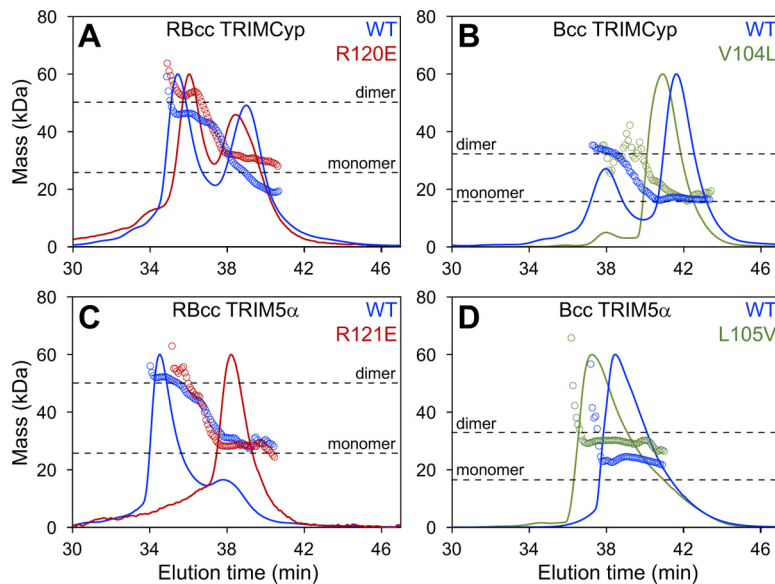 A RBcc TRIMCyp WT
R120E
B Bcc TRIMCyp WT
V104L
Mass (kDa)
80
60
40
20
0
dimer
monomer
30 34 38 42 46
80
60
40
20
0
dimer
monomer
30 34 38 42 46
C RBcc TRIM5α WT
R121E
D Bcc TRIM5α WT
L105V
Mass (kDa)
80
60
40
20
0
dimer
monomer
30 34 38 42 46
Elution time (min)
80
60
40
20
0
dimer
monomer
30 34 38 42 46
Elution time (min)